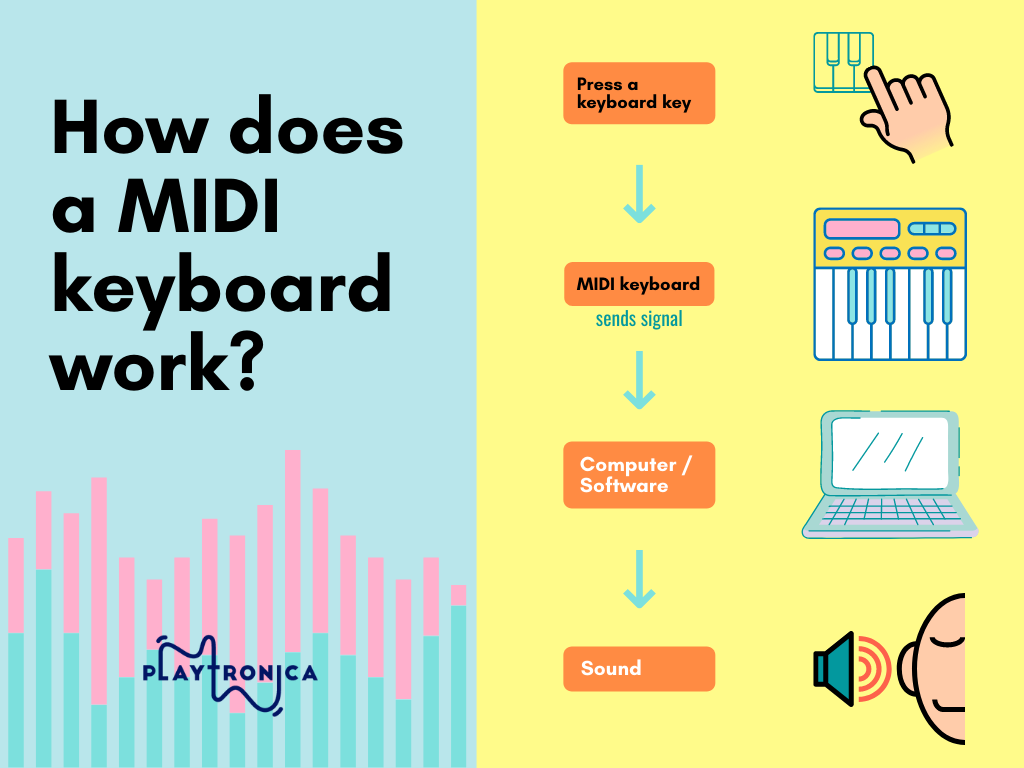 How does
a MIDI
keyboard
work?
PLAYTRONICA
Press a
keyboard key
MIDI keyboard
sends signal
Computer /
Software
Sound